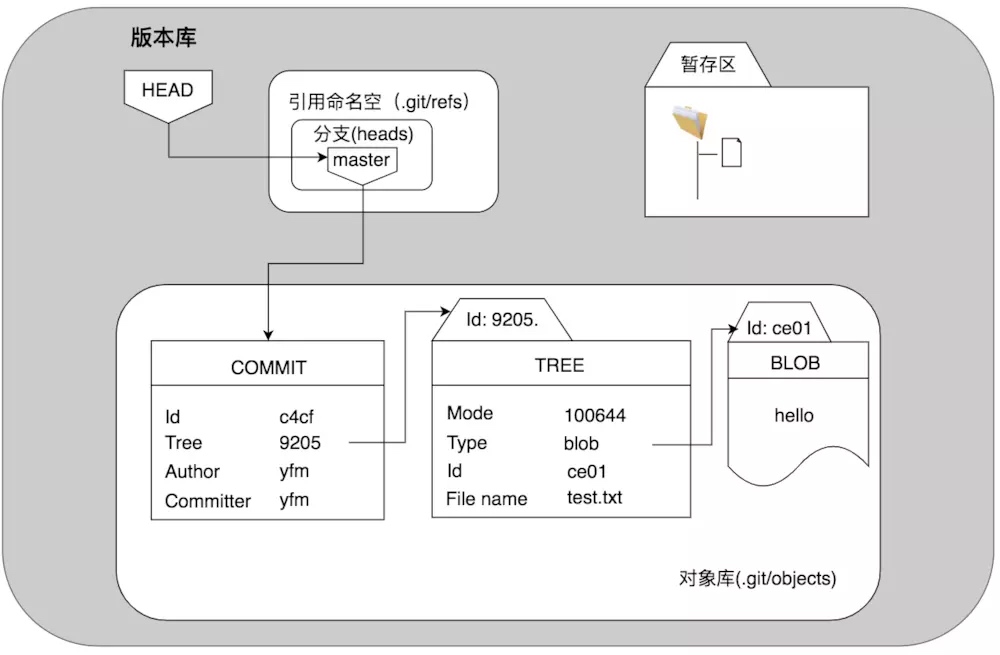 版本库
HEAD
引用命名空（.git/refs）
分支(heads)
master
暂存区
COMMIT
Id c4cf
Tree 9205
Author yfm
Committer yfm
Id: 9205.
TREE
Mode 100644
Type blob
Id ce01
File name test.txt
Id: ce01
BLOB
hello
对象库(.git/objects)